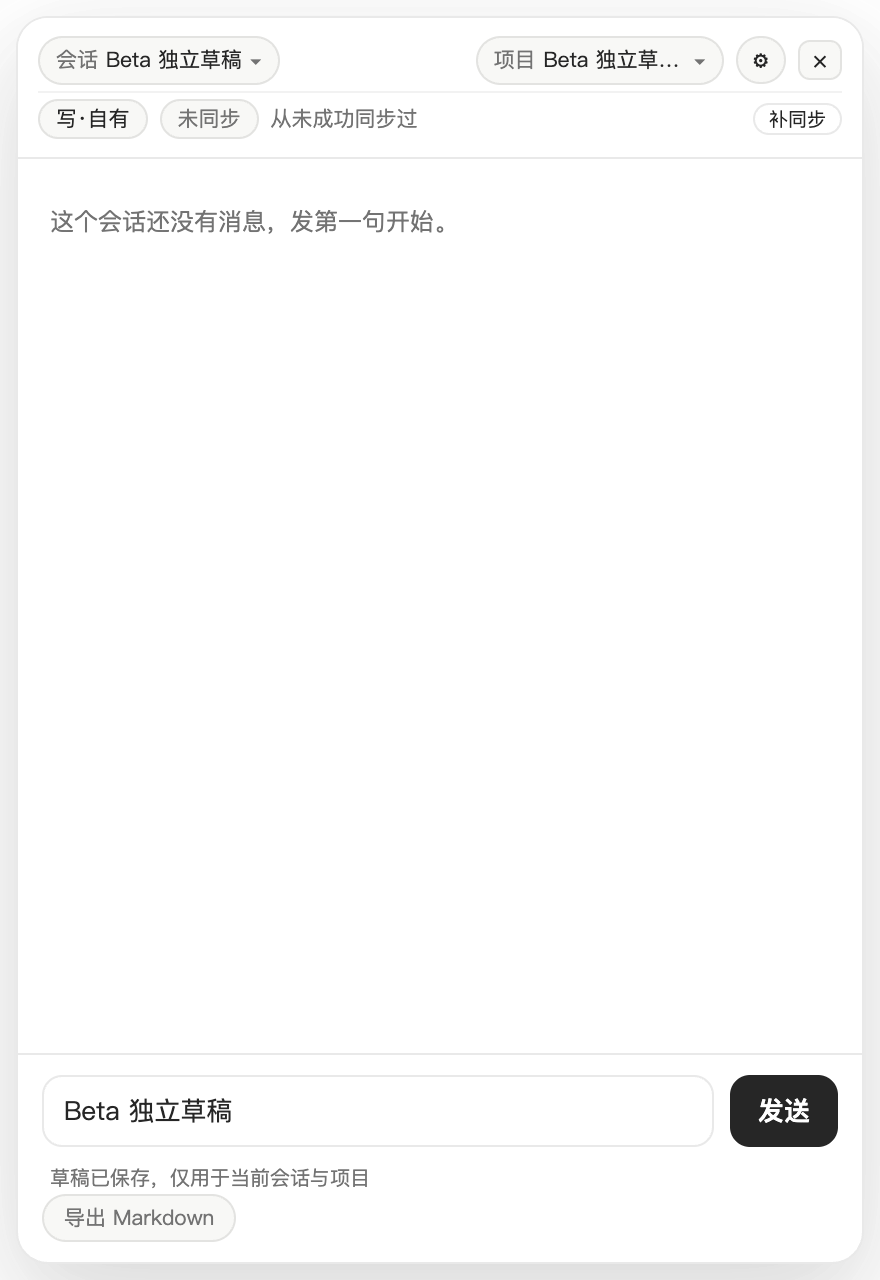 会话 Beta 独立草稿 项目 Beta 独立草…
写·自有 未同步 从未成功同步过 补同步
这个会话还没有消息，发第一句开始。
Beta 独立草稿 发送
草稿已保存，仅用于当前会话与项目
导出 Markdown